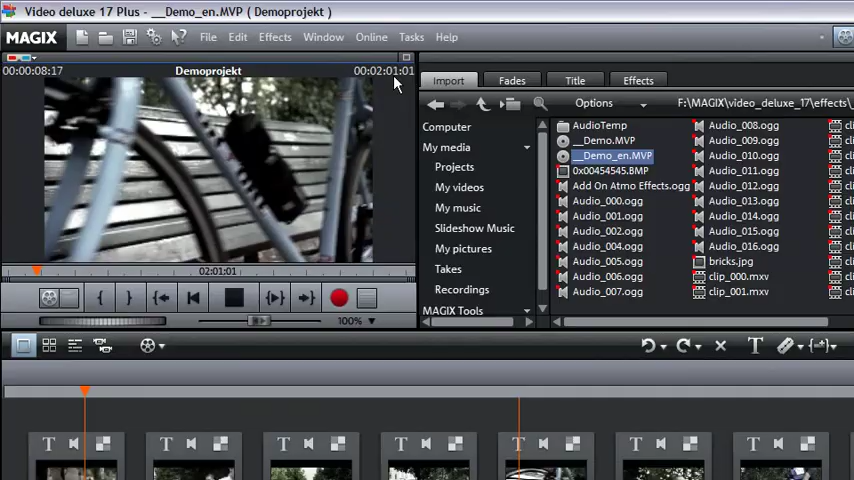 Video deluxe 17 Plus - __Demo_en.MVP ( Demoprojekt )
MAGIX File Edit Effects Window Online Tasks Help
00:00:08:17 Demoprojekt 00:02:01:01
Import Fades Title Effects
Options F:\MAGIX\video_deluxe_17\effects\
Computer
My media
Projects
My videos
My music
Slideshow Music
My pictures
Takes
Recordings
MAGIX Tools
AudioTemp
__Demo.MVP
__Demo_en.MVP
0x00454545.BMP
Add On Atmo Effects.ogg
Audio_000.ogg
Audio_001.ogg
Audio_002.ogg
Audio_004.ogg
Audio_005.ogg
Audio_006.ogg
Audio_007.ogg
Audio_008.ogg
Audio_009.ogg
Audio_010.ogg
Audio_011.ogg
Audio_012.ogg
Audio_013.ogg
Audio_014.ogg
Audio_015.ogg
Audio_016.ogg
bricks.jpg
clip_000.mxv
clip_001.mxv
02:01:01
100%